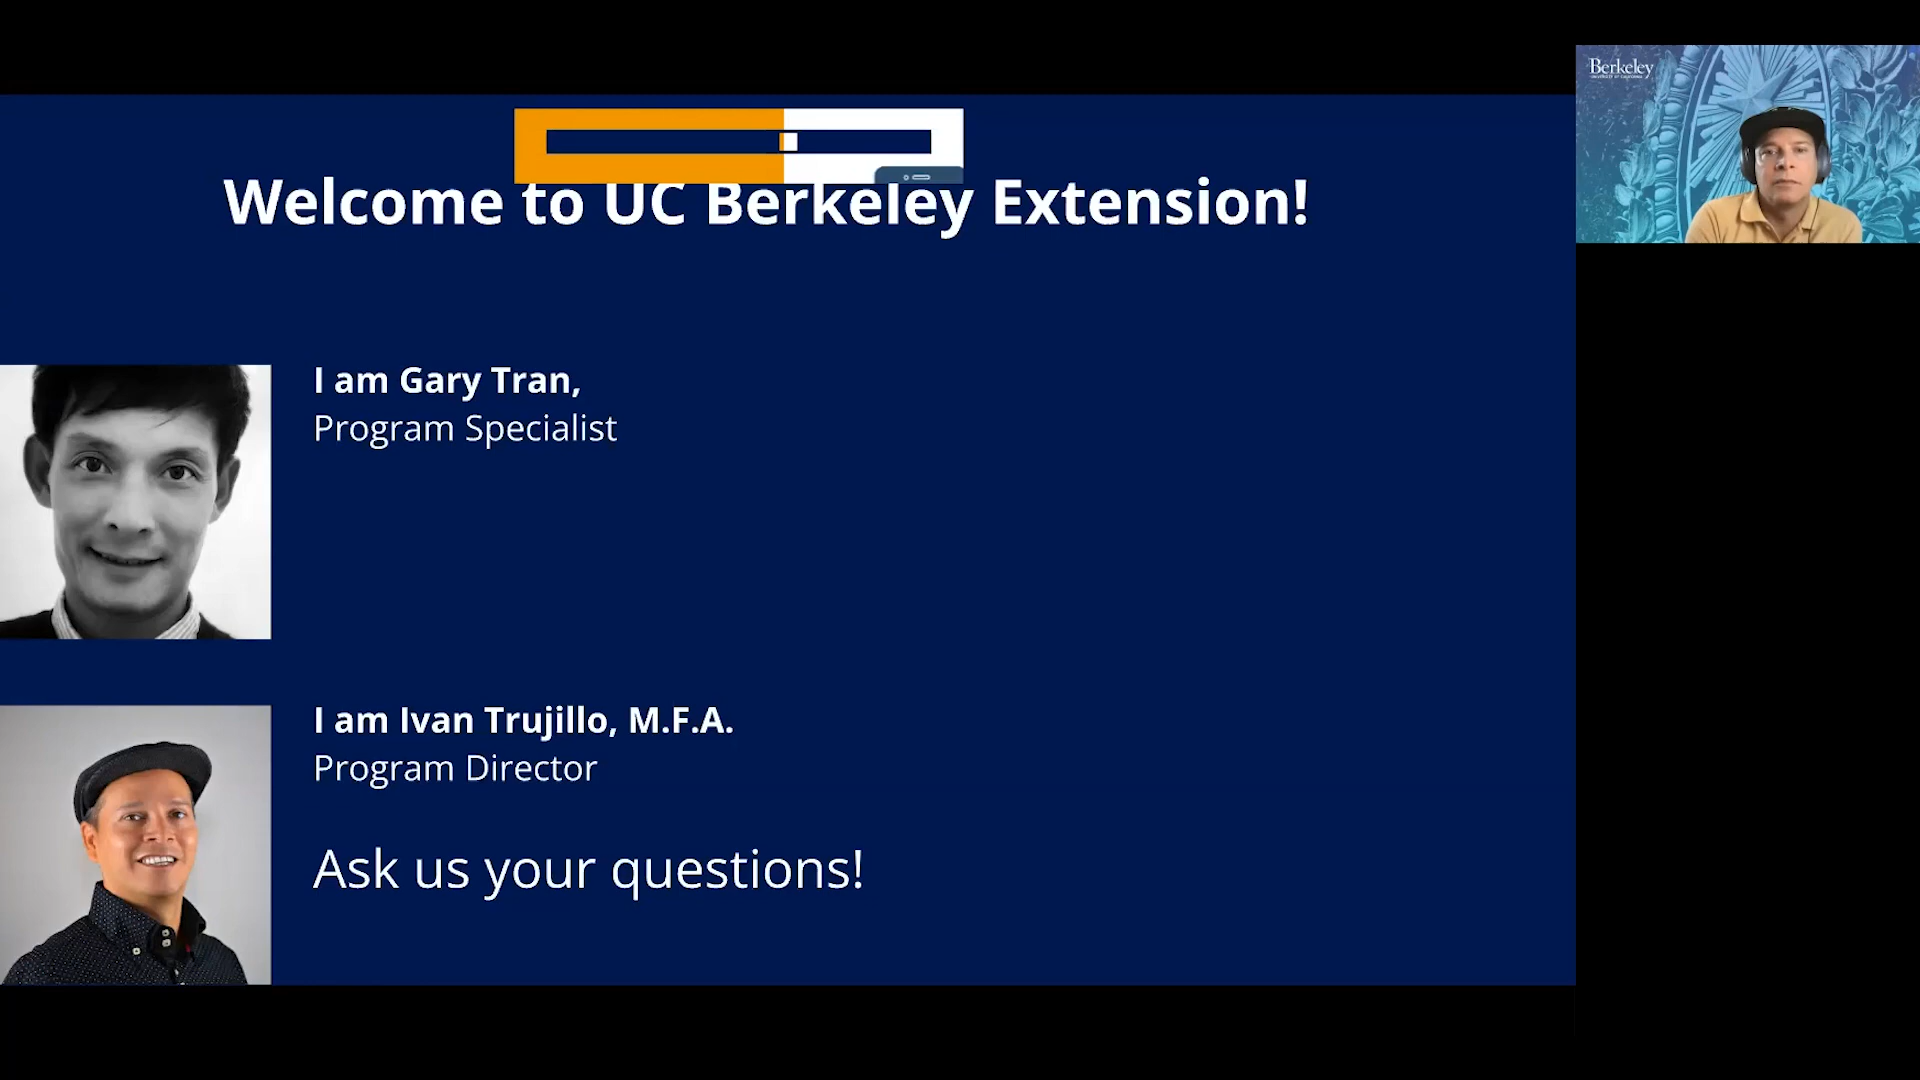 Welcome to UC Berkeley Extension!
I am Gary Tran,
Program Specialist
I am Ivan Trujillo, M.F.A.
Program Director
Ask us your questions!
Berkeley